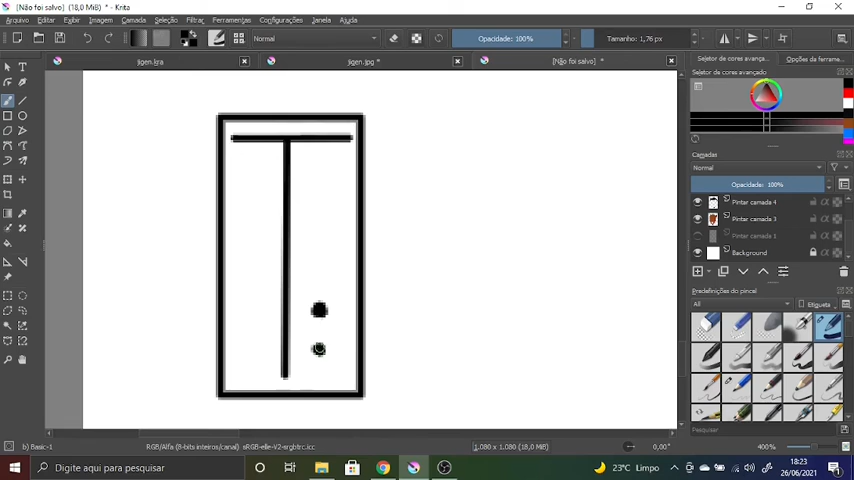 [Não foi salvo] (18,0 MiB) * - Krita
Arquivo Editar Exibir Imagem Camada Seleção Filtrar Ferramentas Configurações Janela Ajuda
Normal Opacidade: 100% Tamanho: 1,76 px
jigen.kra jigen.jpg * [Não foi salvo] *
Seletor de cores avança... Opções da ferrame...
Seletor de cores avançado
T:
Camadas
Normal
Opacidade: 100%
Pintar camada 4
Pintar camada 3
Pintar camada 1
Background
Predefinições do pincel
All Etiqueta
Pesquisar
b) Basic-1 RGB/Alfa (8-bits inteiros/canal) sRGB-elle-V2-srgbtrc.icc 1.080 x 1.080 (18,0 MiB) 0,00° 400%
Digite aqui para pesquisar 23°C Limpo 18:23
26/06/2021